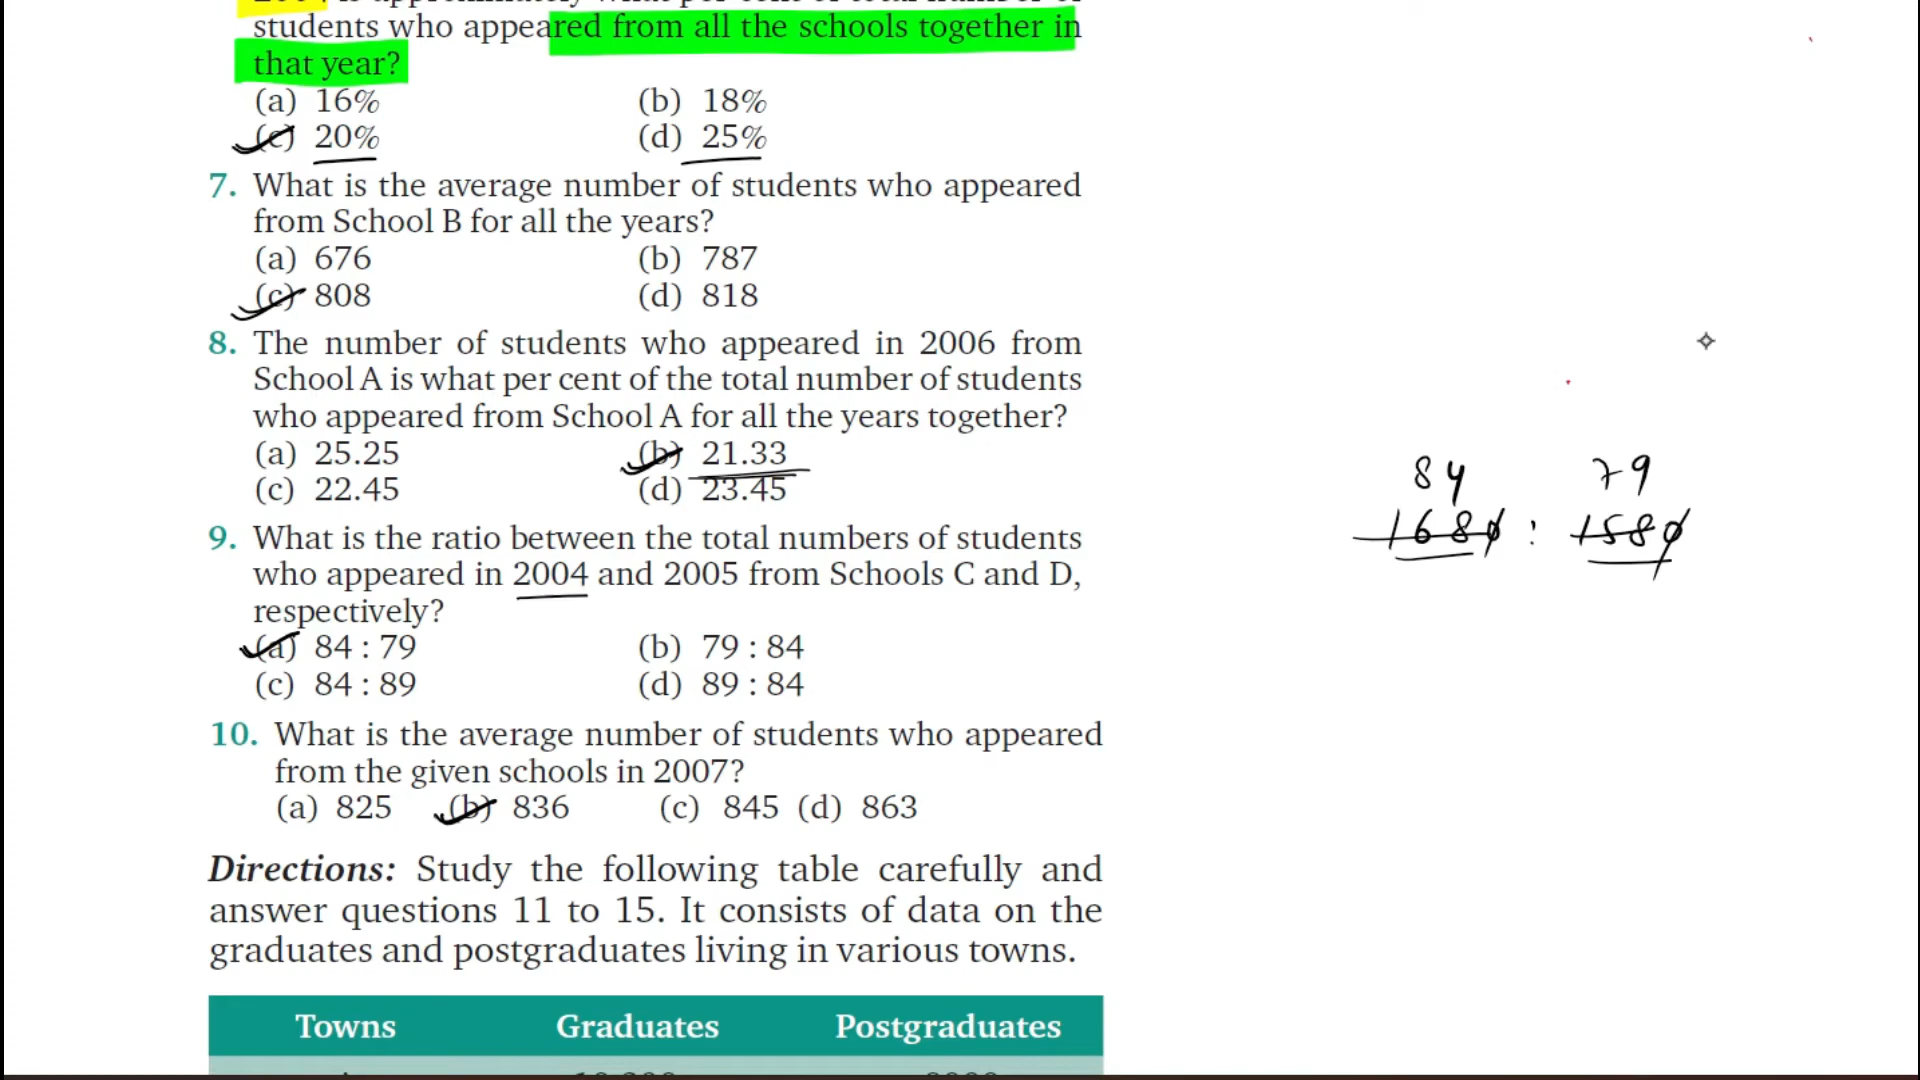 students who appeared from all the schools together in
that year?
(a) 16% (b) 18%
(c) 20% (d) 25%
7. What is the average number of students who appeared
from School B for all the years?
(a) 676 (b) 787
(c) 808 (d) 818
8. The number of students who appeared in 2006 from
School A is what per cent of the total number of students
who appeared from School A for all the years together?
(a) 25.25 (b) 21.33
(c) 22.45 (d) 23.45
9. What is the ratio between the total numbers of students
who appeared in 2004 and 2005 from Schools C and D,
respectively?
(a) 84 : 79 (b) 79 : 84
(c) 84 : 89 (d) 89 : 84
10. What is the average number of students who appeared
from the given schools in 2007?
(a) 825 (b) 836 (c) 845 (d) 863
Directions: Study the following table carefully and
answer questions 11 to 15. It consists of data on the
graduates and postgraduates living in various towns.
Towns Graduates Postgraduates
84 79
1680 : 1580